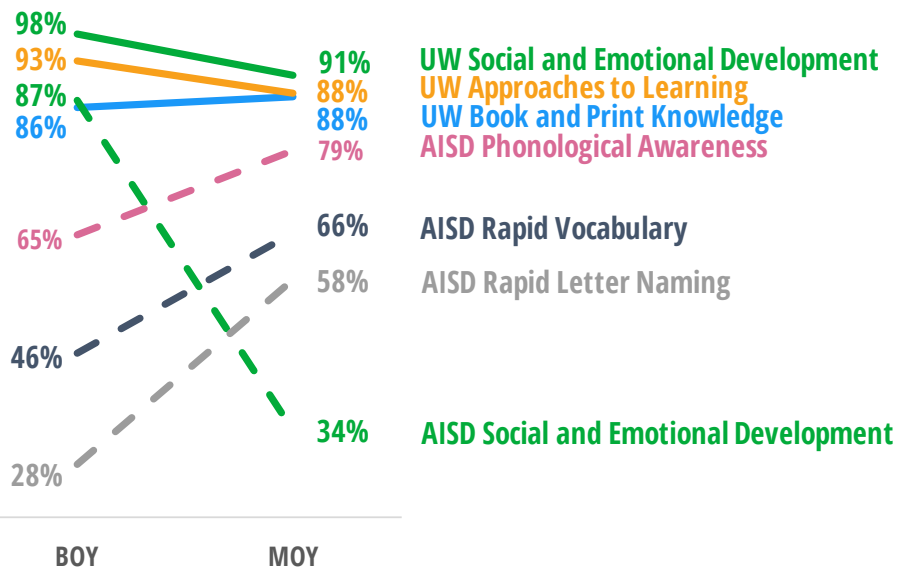 98%
93%
87%
86%
65%
46%
28%
91% UW Social and Emotional Development
88% UW Approaches to Learning
88% UW Book and Print Knowledge
79% AISD Phonological Awareness
66% AISD Rapid Vocabulary
58% AISD Rapid Letter Naming
34% AISD Social and Emotional Development
BOY MOY